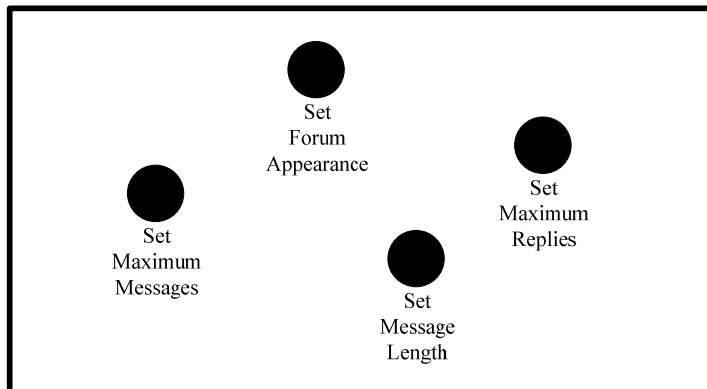 Set
Forum
Appearance
Set
Maximum
Replies
Set
Maximum
Messages
Set
Message
Length